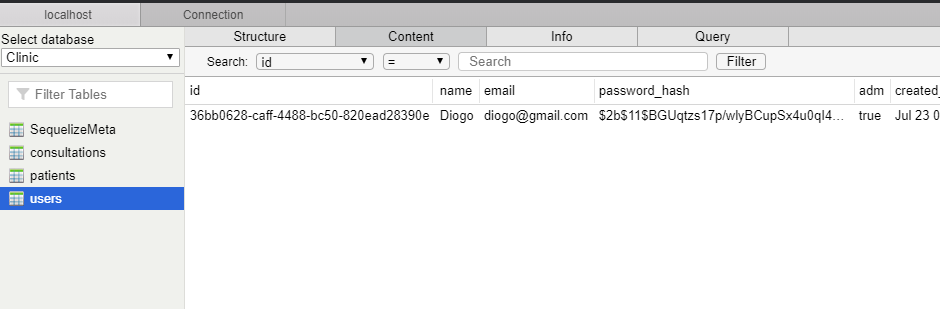 localhost Connection
Select database
Clinic
Structure Content Info Query
Search: id = Search Filter
Filter Tables
SequelizeMeta
consultations
patients
users
id name email password_hash adm created_
36bb0628-caff-4488-bc50-820ead28390e Diogo diogo@gmail.com $2b$11$BGUqtzs17p/wlyBCupSx4u0qI4... true Jul 23 0